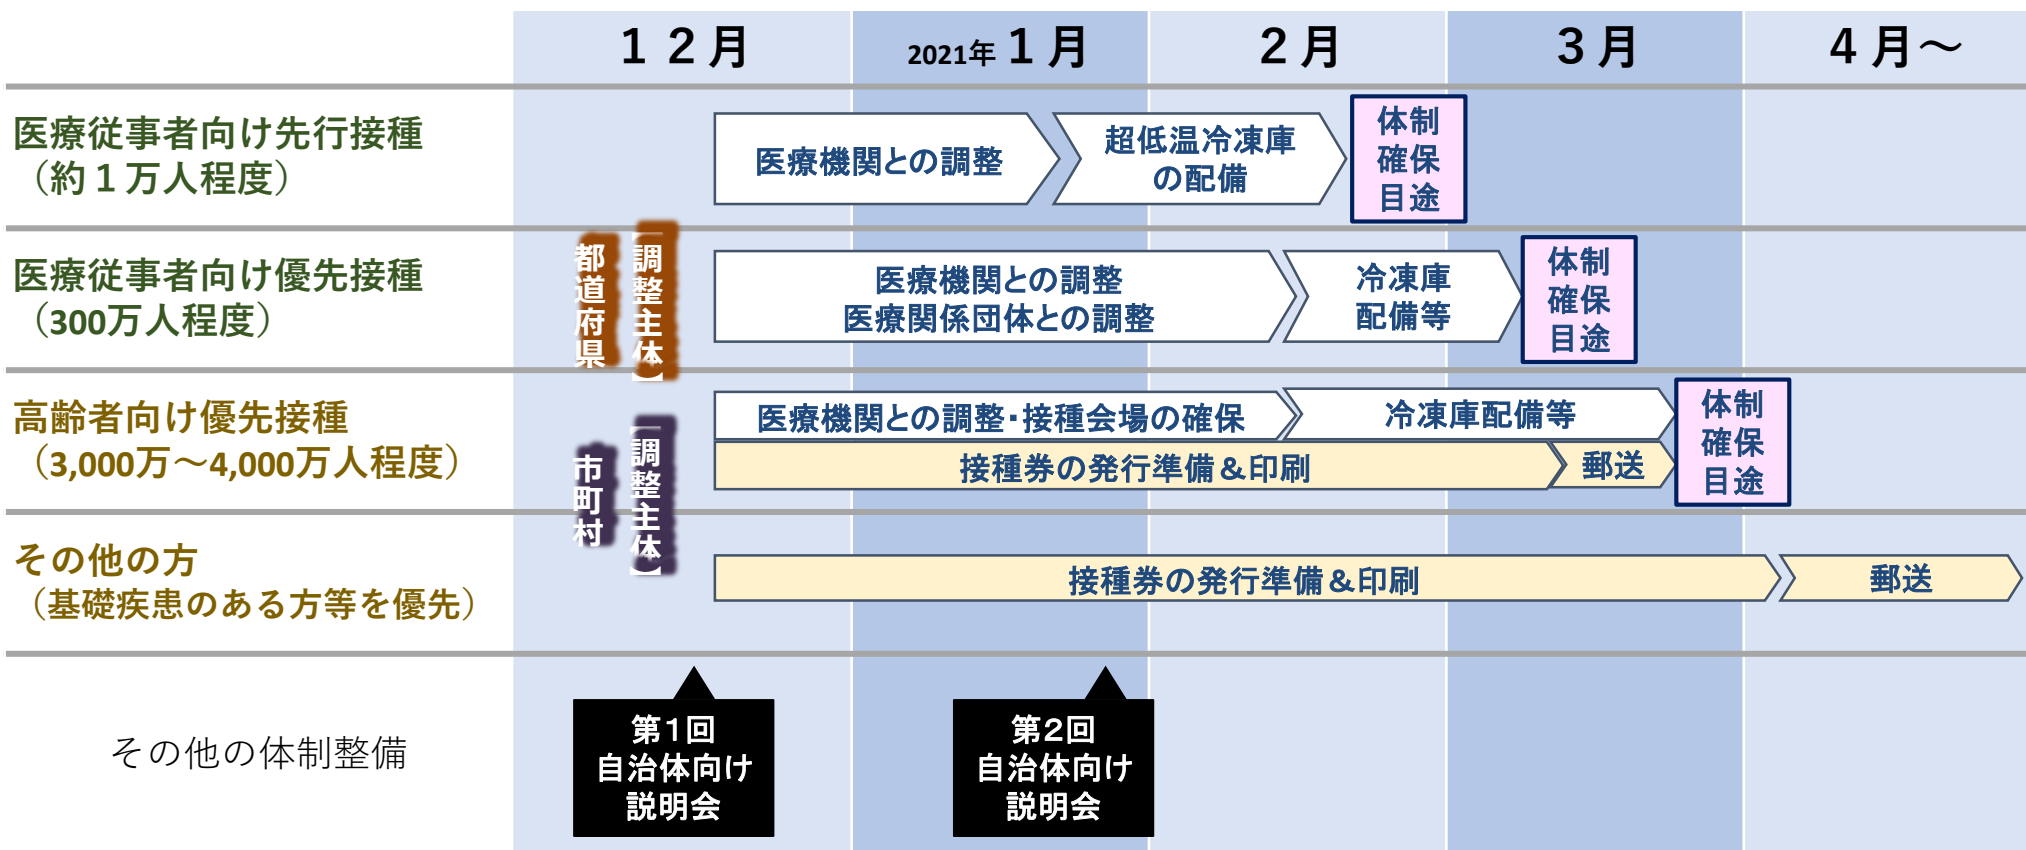 12月
2021年 1月
2月
3月
4月～
医療従事者向け先行接種
（約１万人程度）
医療機関との調整
超低温冷凍庫
の配備
体制
確保
目途
医療従事者向け優先接種
（300万人程度）
【調整主体】
都道府県
医療機関との調整
医療関係団体との調整
冷凍庫
配備等
体制
確保
目途
高齢者向け優先接種
（3,000万～4,000万人程度）
【調整主体】
市町村
医療機関との調整・接種会場の確保
冷凍庫配備等
接種券の発行準備＆印刷
郵送
体制
確保
目途
その他の方
（基礎疾患のある方等を優先）
接種券の発行準備＆印刷
郵送
その他の体制整備
第1回
自治体向け
説明会
第2回
自治体向け
説明会